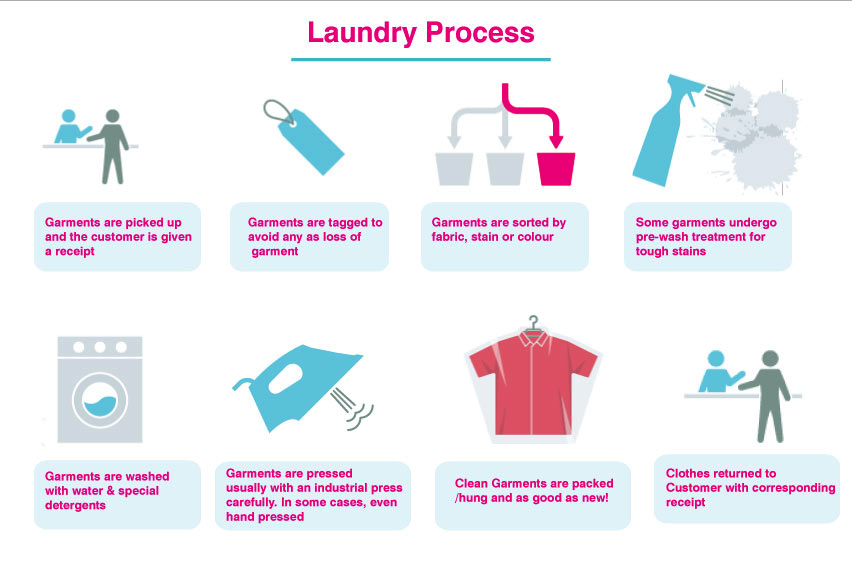 Laundry Process
Garments are picked up
and the customer is given
a receipt
Garments are tagged to
avoid any as loss of
garment
Garments are sorted by
fabric, stain or colour
Some garments undergo
pre-wash treatment for
tough stains
Garments are washed
with water & special
detergents
Garments are pressed
usually with an industrial press
carefully. In some cases, even
hand pressed
Clean Garments are packed
/hung and as good as new!
Clothes returned to
Customer with corresponding
receipt